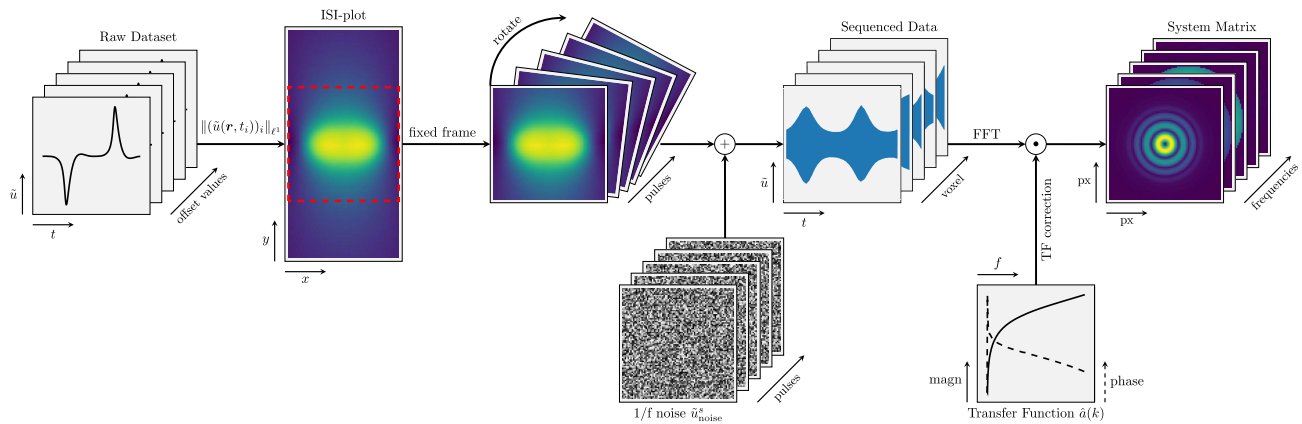 Raw Dataset
ũ
t
offset values
‖(ũ(r, t_i))_i‖_ℓ¹
ISI-plot
y
x
fixed frame
rotate
pulses
+
1/f noise ũ^s_noise
pulses
Sequenced Data
ũ
t
voxel
FFT
TF correction
f
magn
phase
Transfer Function â(k)
System Matrix
px
px
frequencies